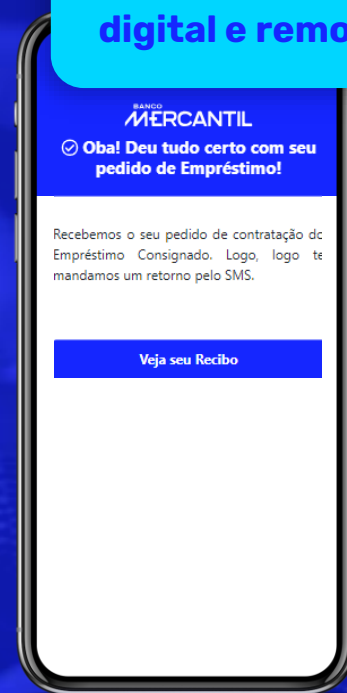 digital e remo
BANCO
MERCANTIL
Oba! Deu tudo certo com seu
pedido de Empréstimo!
Recebemos o seu pedido de contratação do
Empréstimo Consignado. Logo, logo te
mandamos um retorno pelo SMS.
Veja seu Recibo